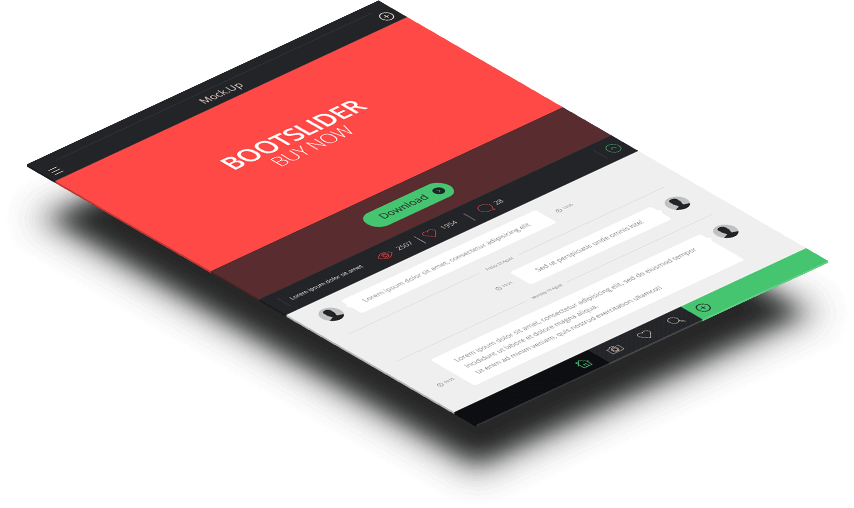 Mock.Up
BOOTSLIDER
BUY NOW
Download
Lorem ipsum dolor sit amet
2507
1954
28
Lorem ipsum dolor sit amet, consectetur adipisicing elit.
Sed ut perspiciatis unde omnis iste!
Lorem ipsum dolor sit amet, consectetur adipisicing elit, sed do eiusmod tempor
incididunt ut labore et dolore magna aliqua.
Ut enim ad minim veniam, quis nostrud exercitation ullamco!